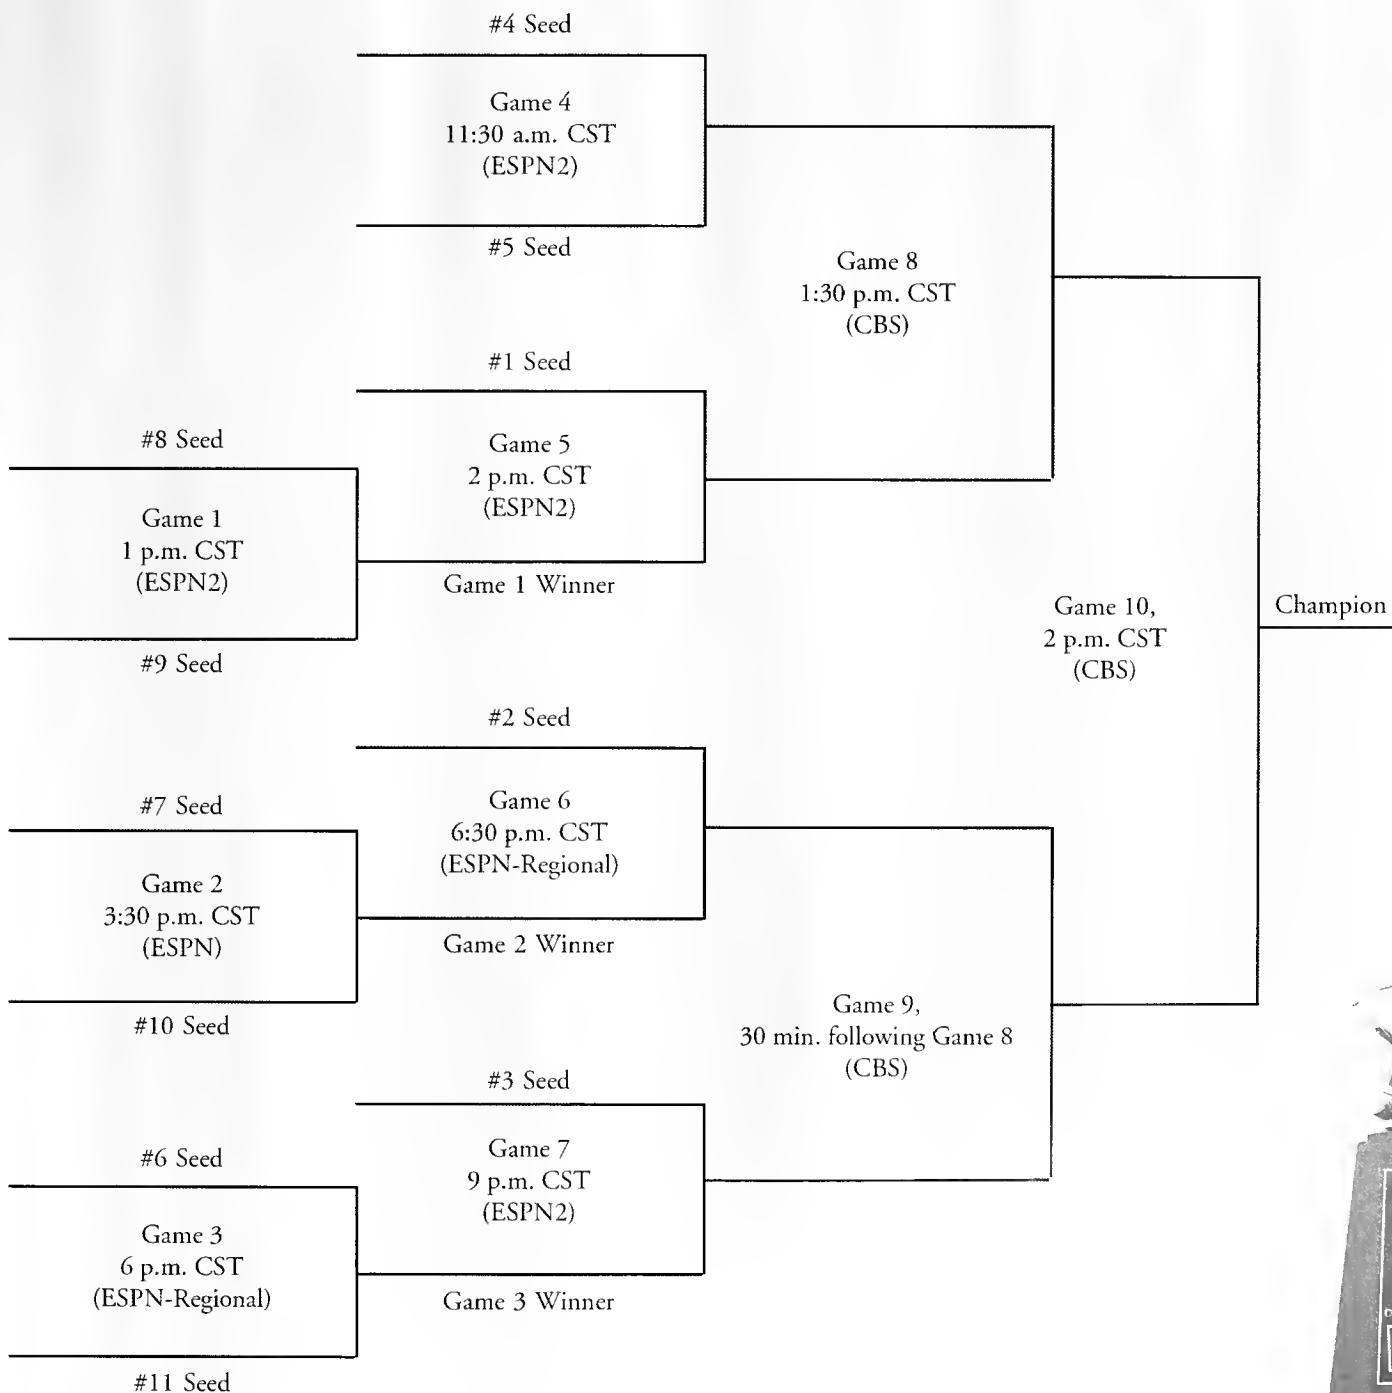 #4 Seed
Game 4
11:30 a.m. CST
(ESPN2)
#5 Seed
Game 8
1:30 p.m. CST
(CBS)
#1 Seed
#8 Seed
Game 5
2 p.m. CST
(ESPN2)
Game 1
1 p.m. CST
(ESPN2)
Game 1 Winner
#9 Seed
Game 10,
2 p.m. CST
(CBS)
Champion
#2 Seed
#7 Seed
Game 6
6:30 p.m. CST
(ESPN-Regional)
Game 2
3:30 p.m. CST
(ESPN)
Game 2 Winner
#10 Seed
Game 9,
30 min. following Game 8
(CBS)
#3 Seed
#6 Seed
Game 7
9 p.m. CST
(ESPN2)
Game 3
6 p.m. CST
(ESPN-Regional)
Game 3 Winner
#11 Seed